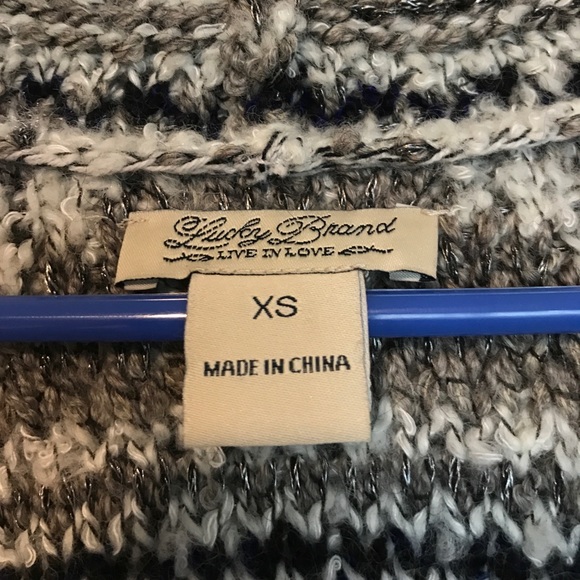 Lucky Brand
LIVE IN LOVE
XS
MADE IN CHINA